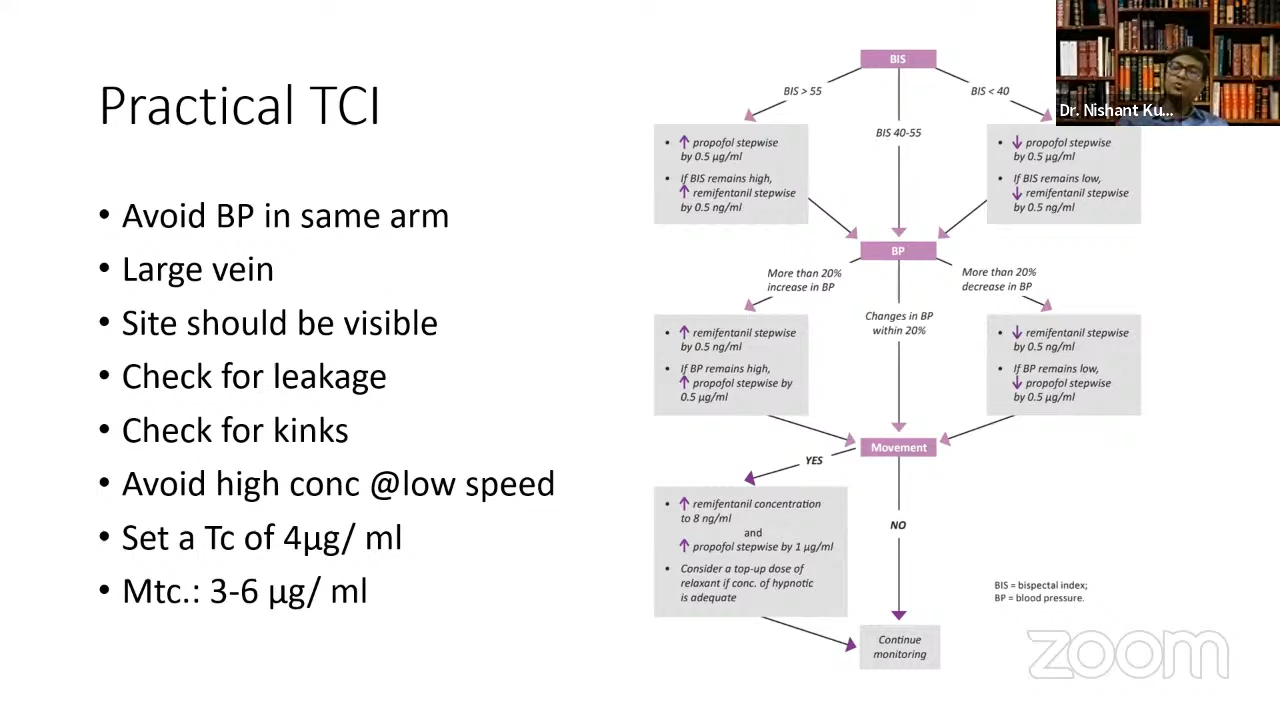 Practical TCI
• Avoid BP in same arm
• Large vein
• Site should be visible
• Check for leakage
• Check for kinks
• Avoid high conc @low speed
• Set a Tc of 4µg/ ml
• Mtc.: 3-6 µg/ ml
BIS
BIS > 55
BIS 40-55
BIS < 40
• ↑ propofol stepwise
by 0.5 µg/ml
• If BIS remains high,
↑ remifentanil stepwise
by 0.5 ng/ml
• ↓ propofol stepwise
by 0.5 µg/ml
• If BIS remains low,
↓ remifentanil stepwise
by 0.5 ng/ml
BP
More than 20%
increase in BP
Changes in BP
within 20%
More than 20%
decrease in BP
• ↑ remifentanil stepwise
by 0.5 ng/ml
• If BP remains high,
↑ propofol stepwise by
0.5 µg/ml
• ↓ remifentanil stepwise
by 0.5 ng/ml
• If BP remains low,
↓ propofol stepwise
by 0.5 µg/ml
Movement
YES
NO
• ↑ remifentanil concentration
to 8 ng/ml
and
↑ propofol stepwise by 1 µg/ml
• Consider a top-up dose of
relaxant if conc. of hypnotic
is adequate
Continue
monitoring
BIS = bispectal index;
BP = blood pressure.
Dr. Nishant Ku...
zoom